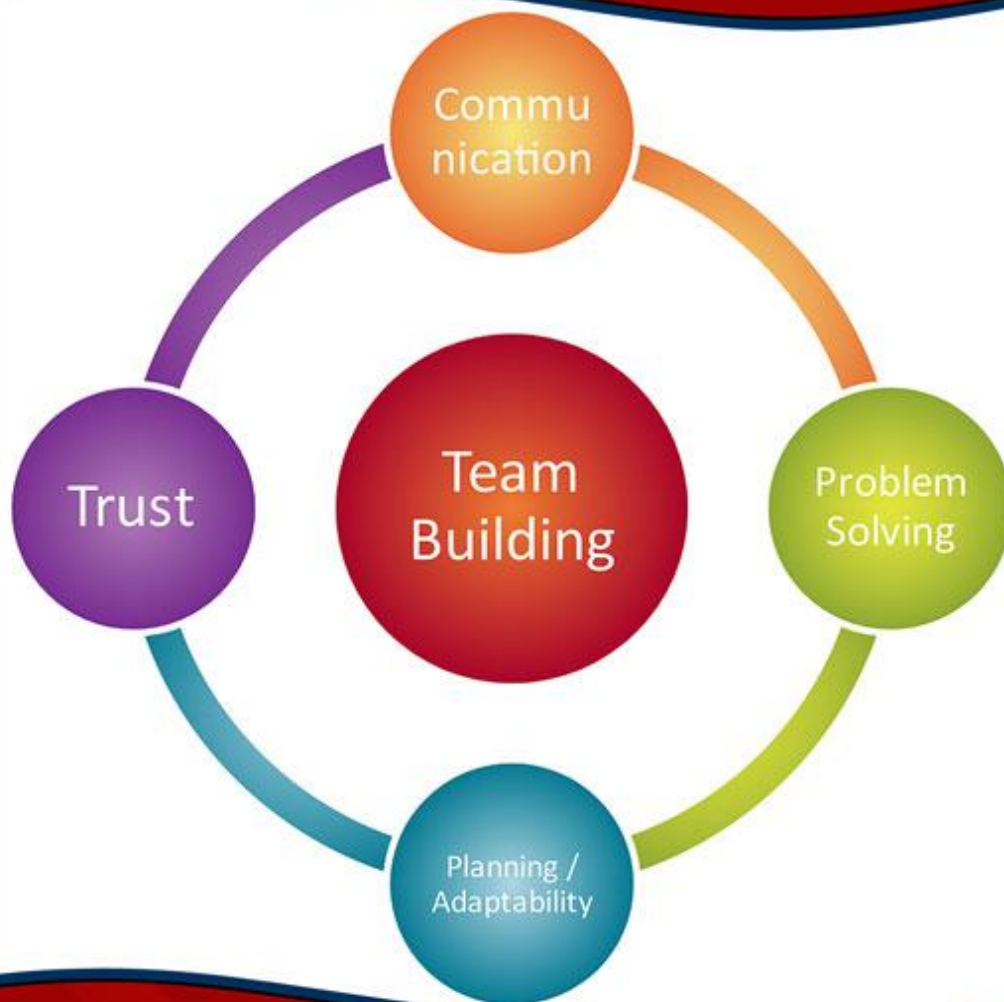 Commu
nication
Trust
Team
Building
Problem
Solving
Planning /
Adaptability